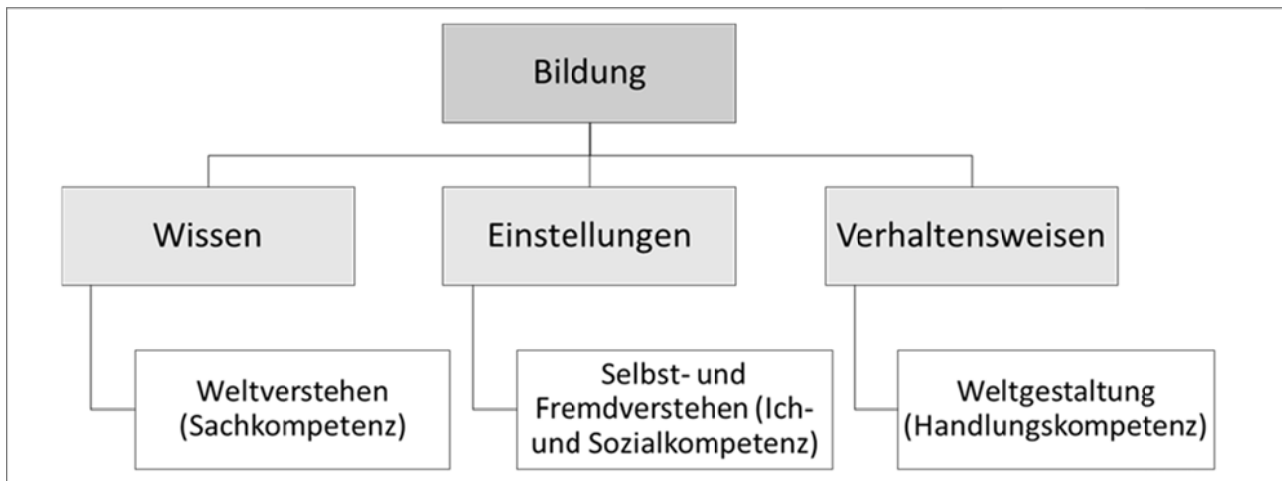 Bildung
Wissen
Einstellungen
Verhaltensweisen
Weltverstehen
(Sachkompetenz)
Selbst- und
Fremdverstehen (Ich-
und Sozialkompetenz)
Weltgestaltung
(Handlungskompetenz)